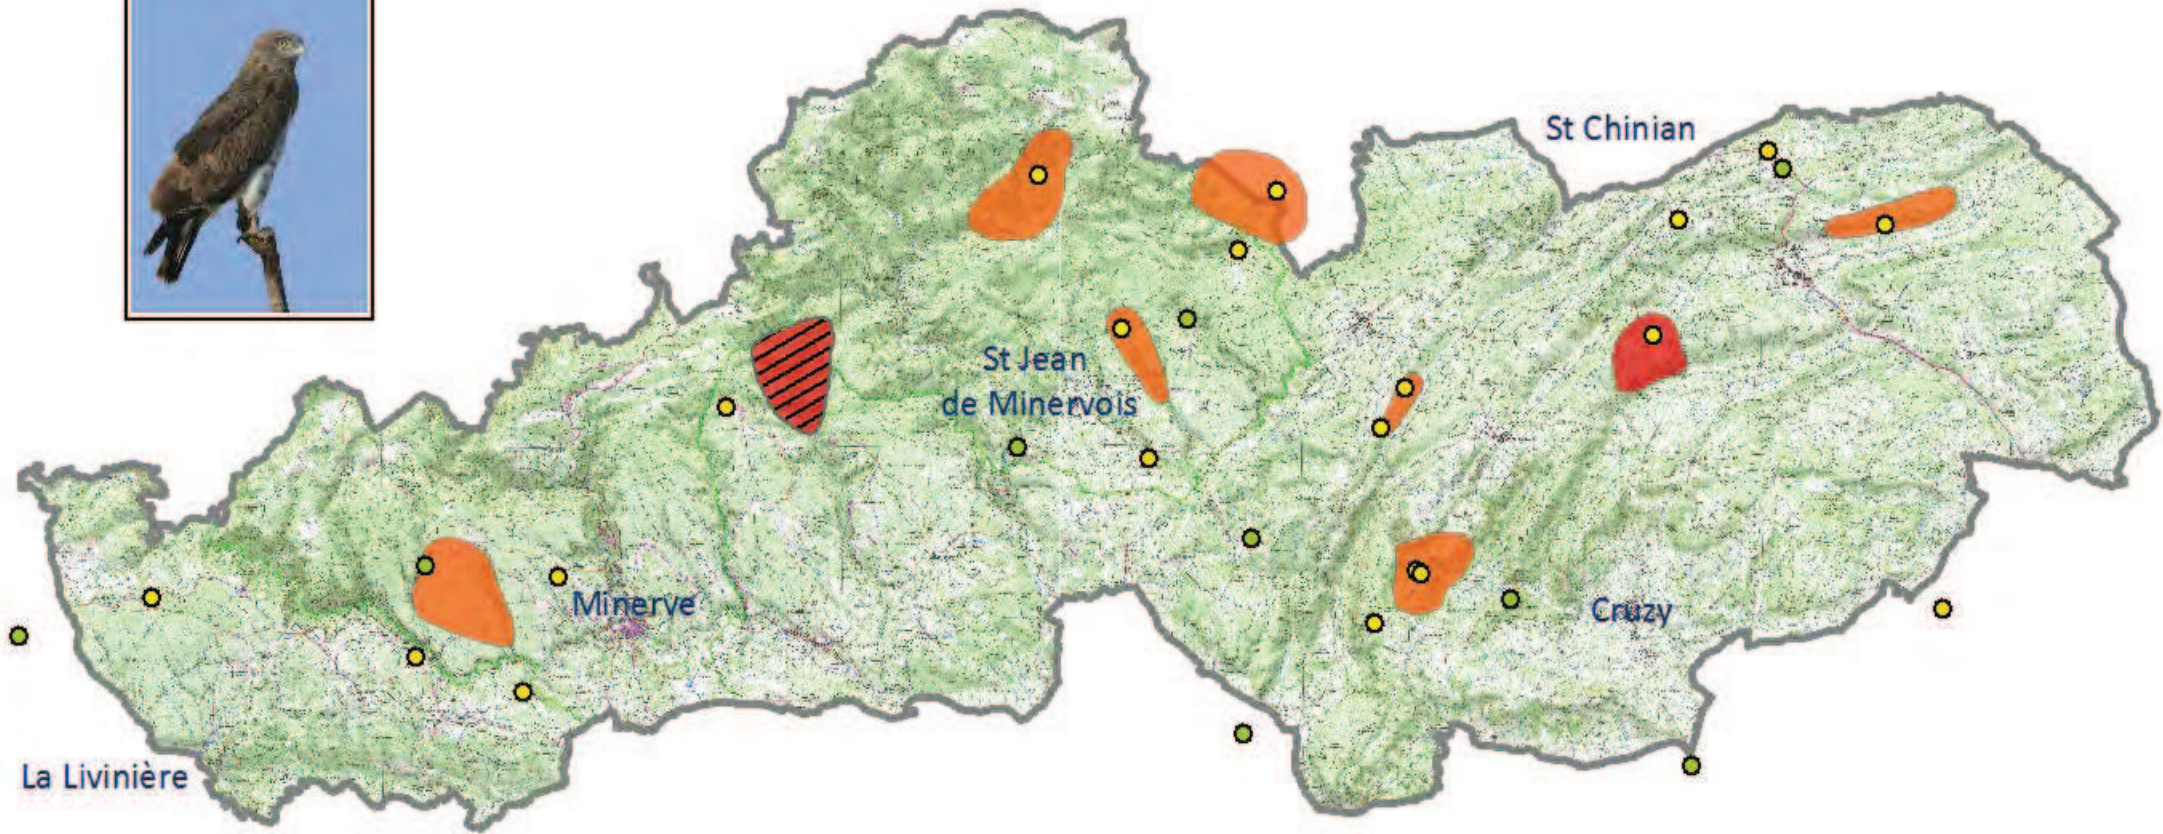 St Chinian
St Jean
de Minervois
Minerve
Cruzy
La Livinière